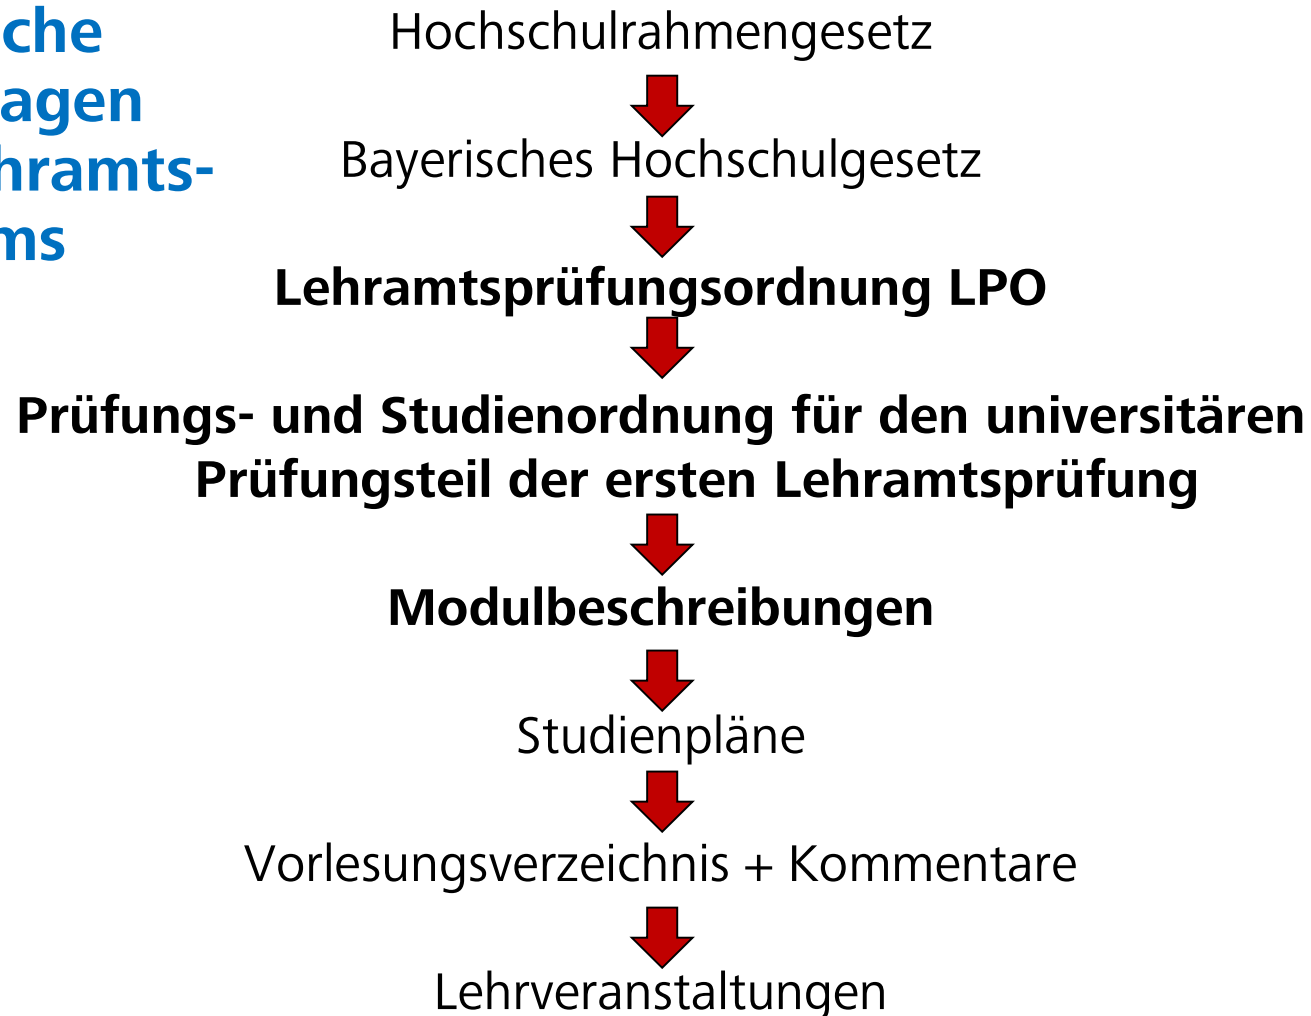 che
agen
hramts-
ms
Hochschulrahmengesetz
Bayerisches Hochschulgesetz
Lehramtsprüfungsordnung LPO
Prüfungs- und Studienordnung für den universitären
Prüfungsteil der ersten Lehramtsprüfung
Modulbeschreibungen
Studienpläne
Vorlesungsverzeichnis + Kommentare
Lehrveranstaltungen